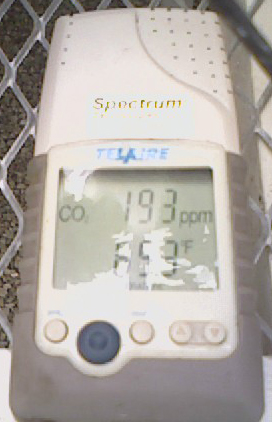 Spectrum
TELAIRE
CO₂ 193 ppm
°F